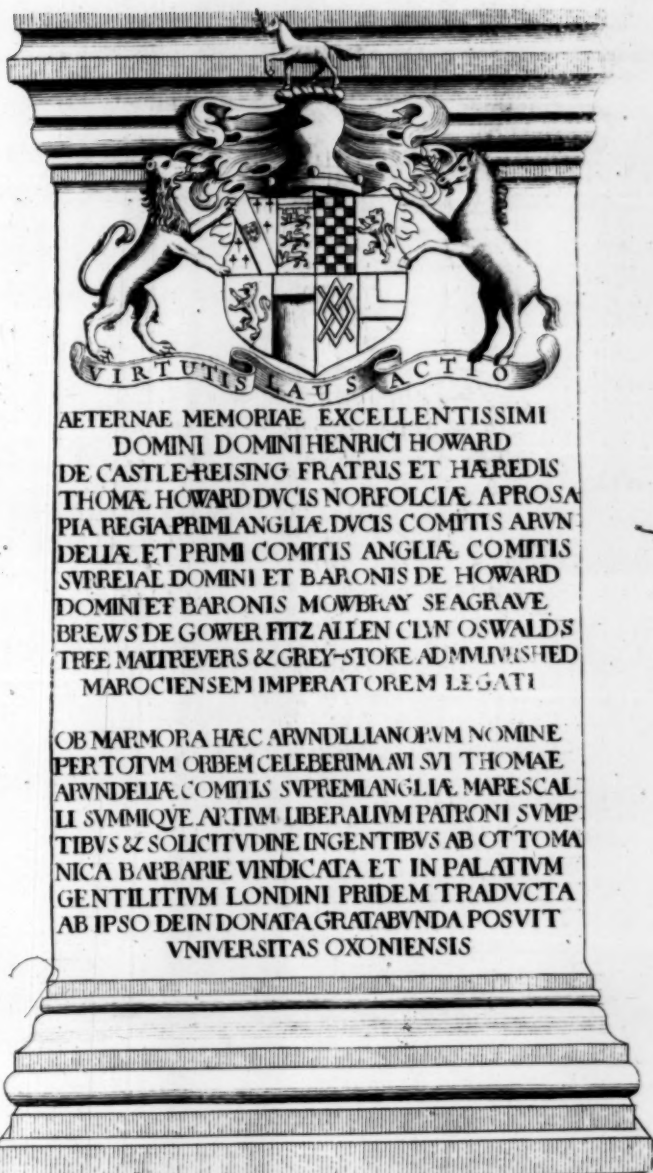 VIRTUTIS LAUS ACTIO
AETERNAE MEMORIAE EXCELLENTISSIMI
DOMINI DOMINI HENRICI HOWARD
DE CASTLE-REISING FRATRIS ET HÆREDIS
THOMÆ HOWARD DVCIS NORFOLCIÆ A PROSA
PIA REGIA PRIMI ANGLIÆ DVCIS COMITIS ARVN
DELIÆ ET PRIMI COMITIS ANGLIÆ COMITIS
SVRREIAE DOMINI ET BARONIS DE HOWARD
DOMINI ET BARONIS MOWBRAY SEAGRAVE
BREWS DE GOWER FITZ ALLEN CLVN OSWALDS
TREE MALTREVERS & GREY-STOKE AD MVLIVRSHED
MAROCIENSEM IMPERATOREM LEGATI
OB MARMORA HÆC ARVNDLLIANORVM NOMINE
PER TOTVM ORBEM CELEBERIMA AVI SVI THOMAE
ARVNDELIÆ COMITIS SVPREMI ANGLIÆ MARESCAL
LI SVMMIQVE ARTIVM LIBERALIVM PATRONI SVMP
TIBVS & SOLICITVDINE INGENTIBVS AB OTTOMA
NICA BARBARIE VINDICATA ET IN PALATIVM
GENTILITIVM LONDINI PRIDEM TRADVCTA
AB IPSO DEIN DONATA GRATABVNDA POSVIT
VNIVERSITAS OXONIENSIS